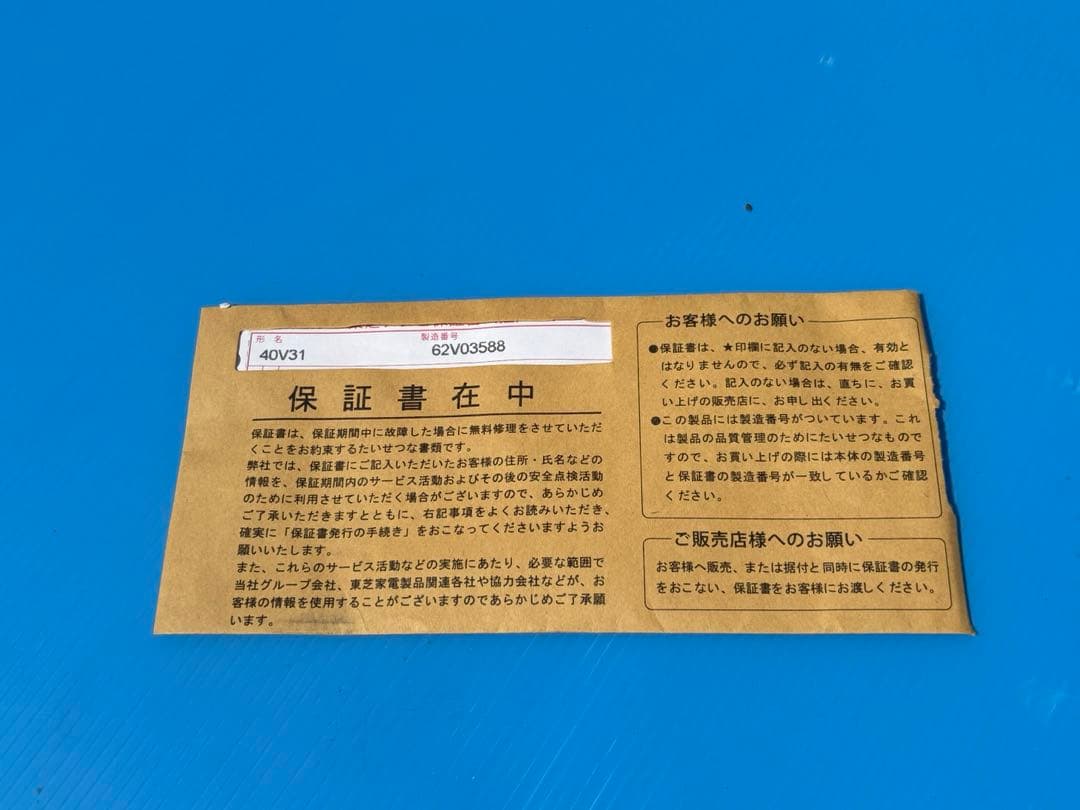 形名 製造番号
40V31 62V03588
保証書在中
保証書は、保証期間中に故障した場合に無料修理をさせていただ
くことをお約束するたいせつな書類です。
弊社では、保証書にご記入いただいたお客様の住所・氏名などの
情報を、保証期間内のサービス活動およびその後の安全点検活動
のために利用させていただく場合がございますので、あらかじめ
ご了承いただきますとともに、右記事項をよくお読みいただき、
確実に「保証書発行の手続き」をおこなってくださいますようお
願いいたします。
また、これらのサービス活動などの実施にあたり、必要な範囲で
当社グループ会社、東芝家電製品関連各社や協力会社などが、お
客様の情報を使用することがございますのであらかじめご了承願
います。
お客様へのお願い
●保証書は、★印欄に記入のない場合、有効と
はなりませんので、必ず記入の有無をご確認
ください。記入のない場合は、直ちに、お買
い上げの販売店に、お申し出ください。
●この製品には製造番号がついています。これ
は製品の品質管理のためにたいせつなもので
すので、お買い上げの際には本体の製造番号
と保証書の製造番号が一致しているかご確認
ください。
ご販売店様へのお願い
お客様へ販売、または据付と同時に保証書の発行
をおこない、保証書をお客様にお渡しください。